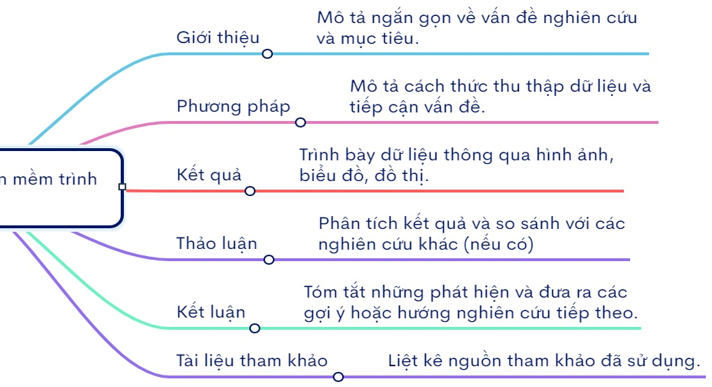 Giới thiệu
Mô tả ngắn gọn về vấn đề nghiên cứu
và mục tiêu.
Phương pháp
Mô tả cách thức thu thập dữ liệu và
tiếp cận vấn đề.
mềm trình
Kết quả
Trình bày dữ liệu thông qua hình ảnh,
biểu đồ, đồ thị.
Thảo luận
Phân tích kết quả và so sánh với các
nghiên cứu khác (nếu có)
Kết luận
Tóm tắt những phát hiện và đưa ra các
gợi ý hoặc hướng nghiên cứu tiếp theo.
Tài liệu tham khảo
Liệt kê nguồn tham khảo đã sử dụng.